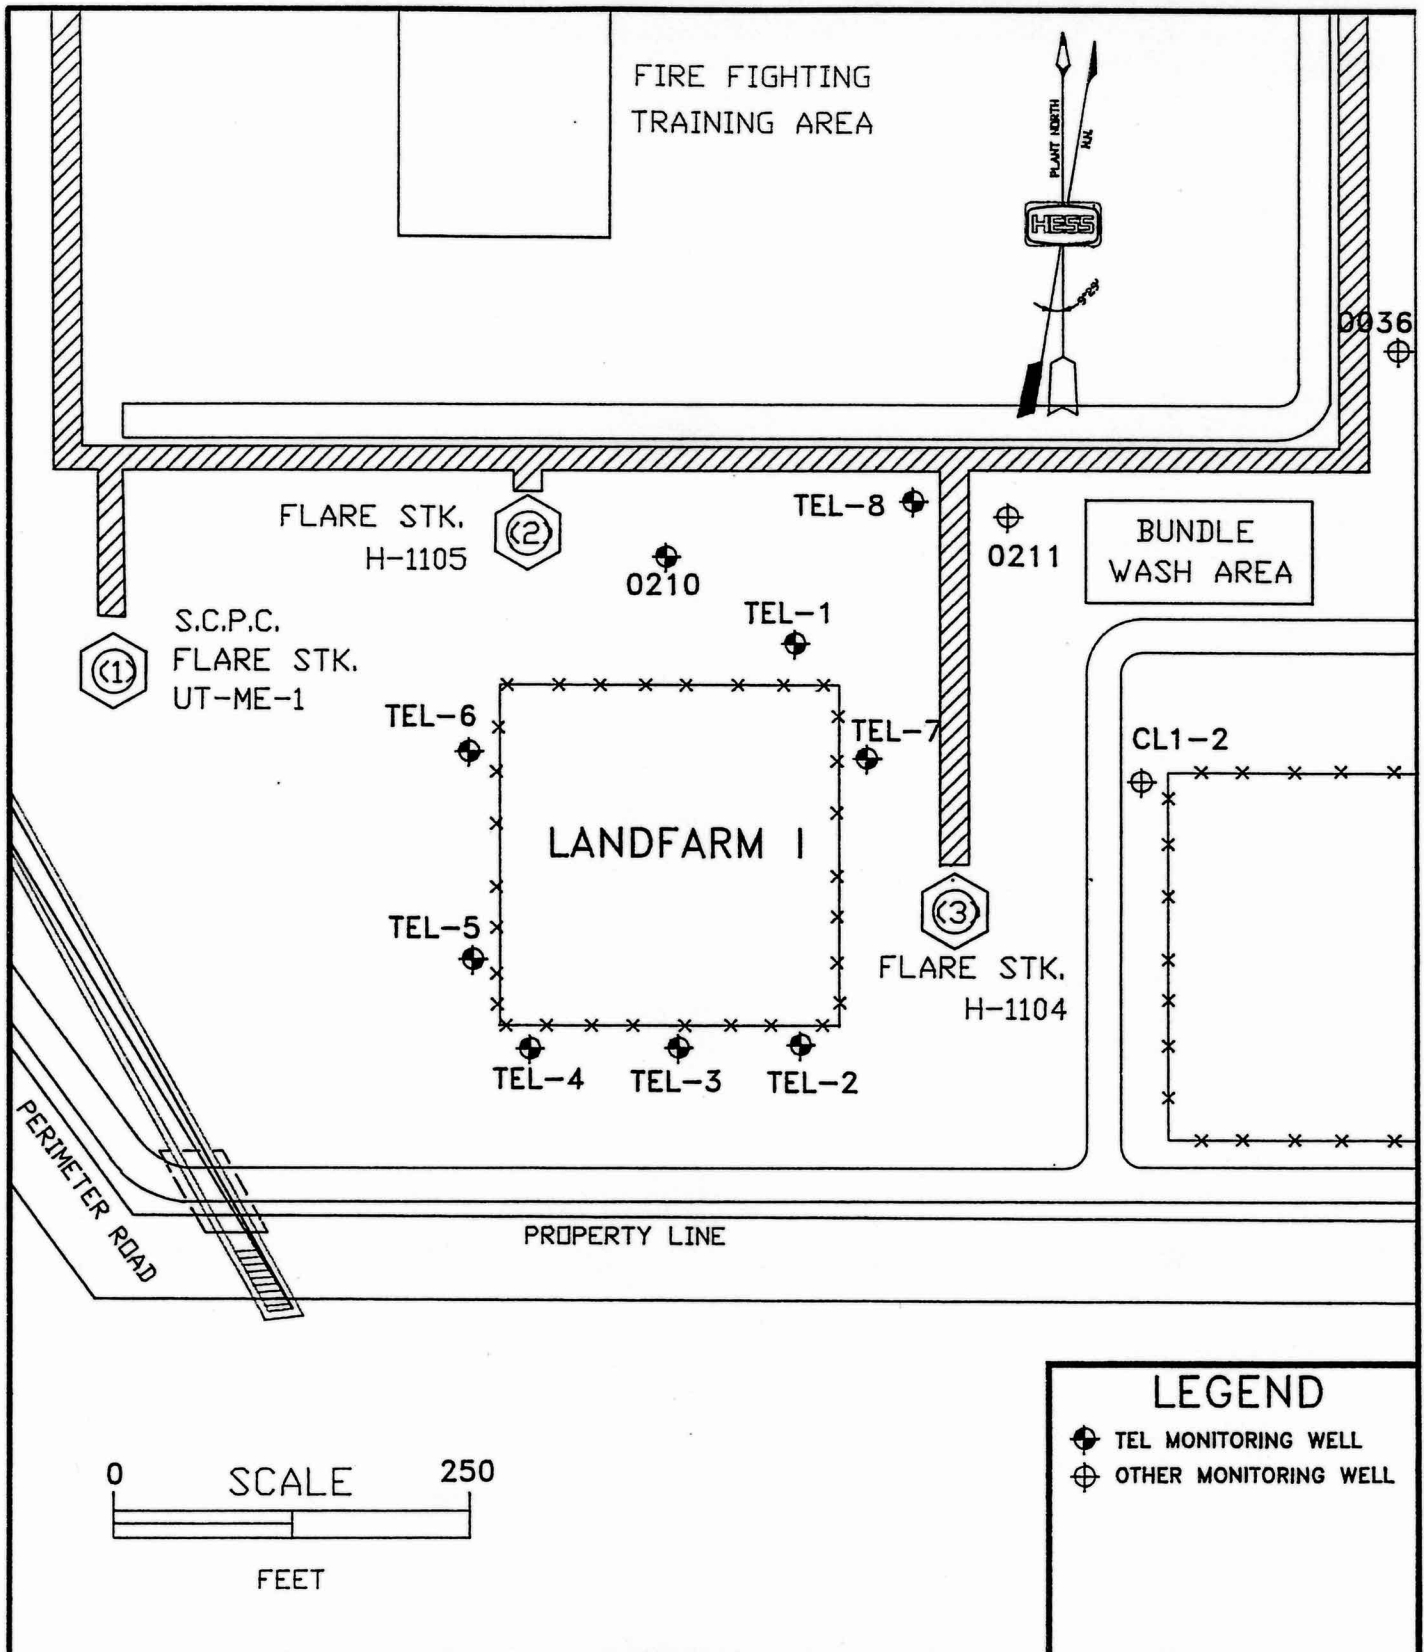 FIRE FIGHTING
TRAINING AREA
PLANT NORTH
HESS
0036
TEL-8
0211
BUNDLE
WASH AREA
FLARE STK.
H-1105
(2)
0210
TEL-1
S.C.P.C.
FLARE STK.
UT-ME-1
(1)
TEL-6
TEL-7
CL1-2
LANDFARM I
(3)
TEL-5
FLARE STK.
H-1104
TEL-4
TEL-3
TEL-2
PERIMETER ROAD
PROPERTY LINE
LEGEND
TEL MONITORING WELL
OTHER MONITORING WELL
0 SCALE 250
FEET